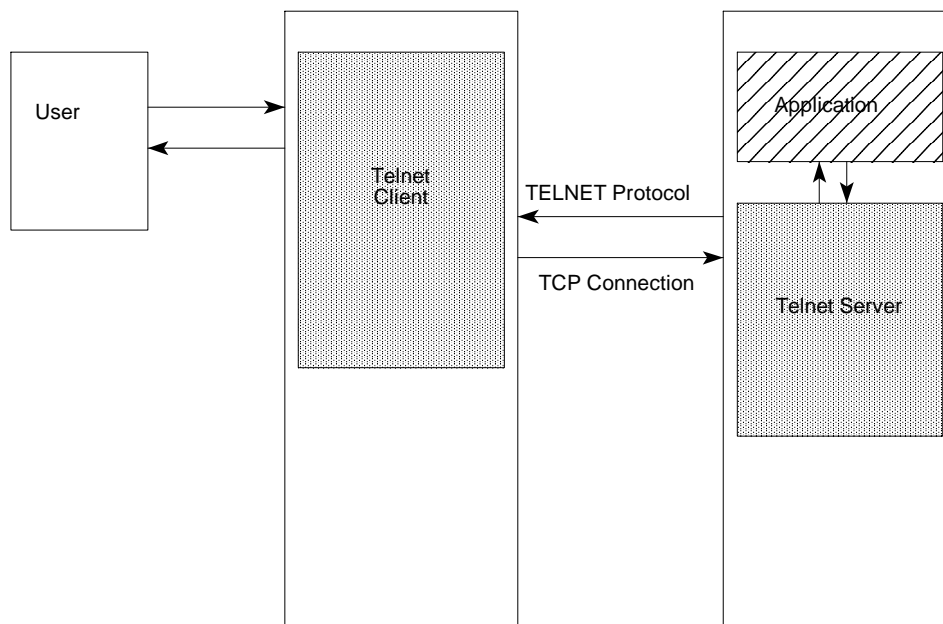 User
Telnet
Client
TELNET Protocol
TCP Connection
Application
Telnet Server